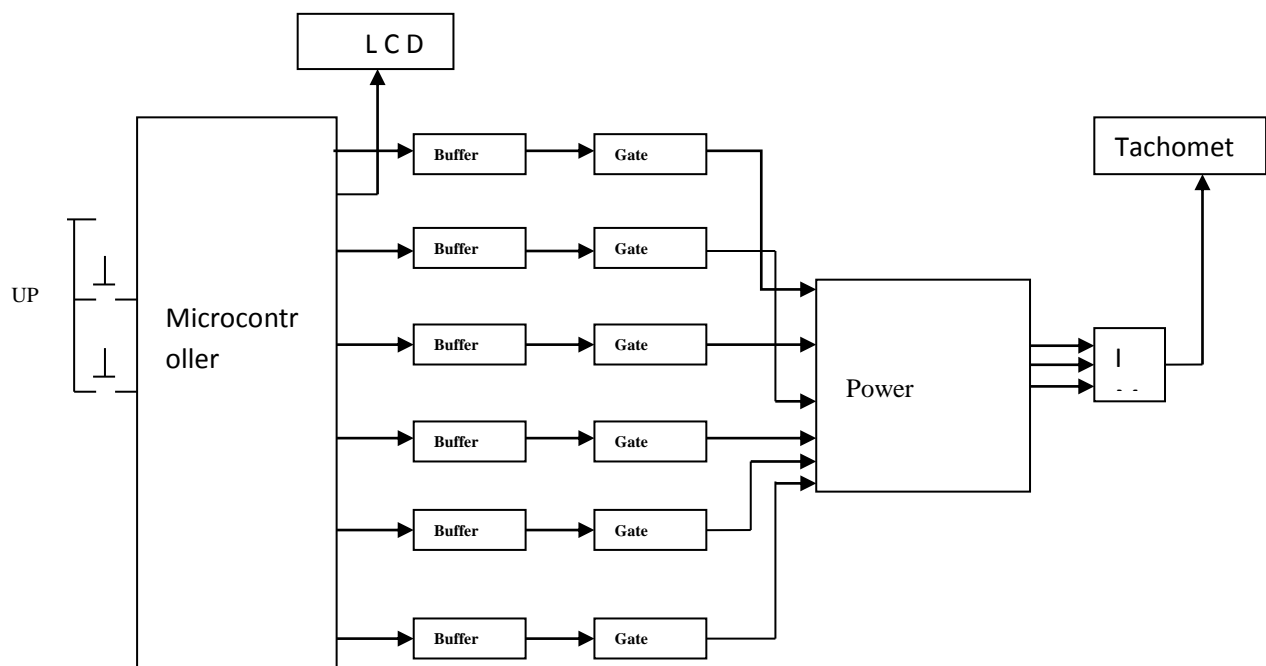 L C D
Buffer
Gate
Tachomet
Buffer
Gate
UP
Microcontr
oller
Buffer
Gate
Power
I
Buffer
Gate
Buffer
Gate
Buffer
Gate